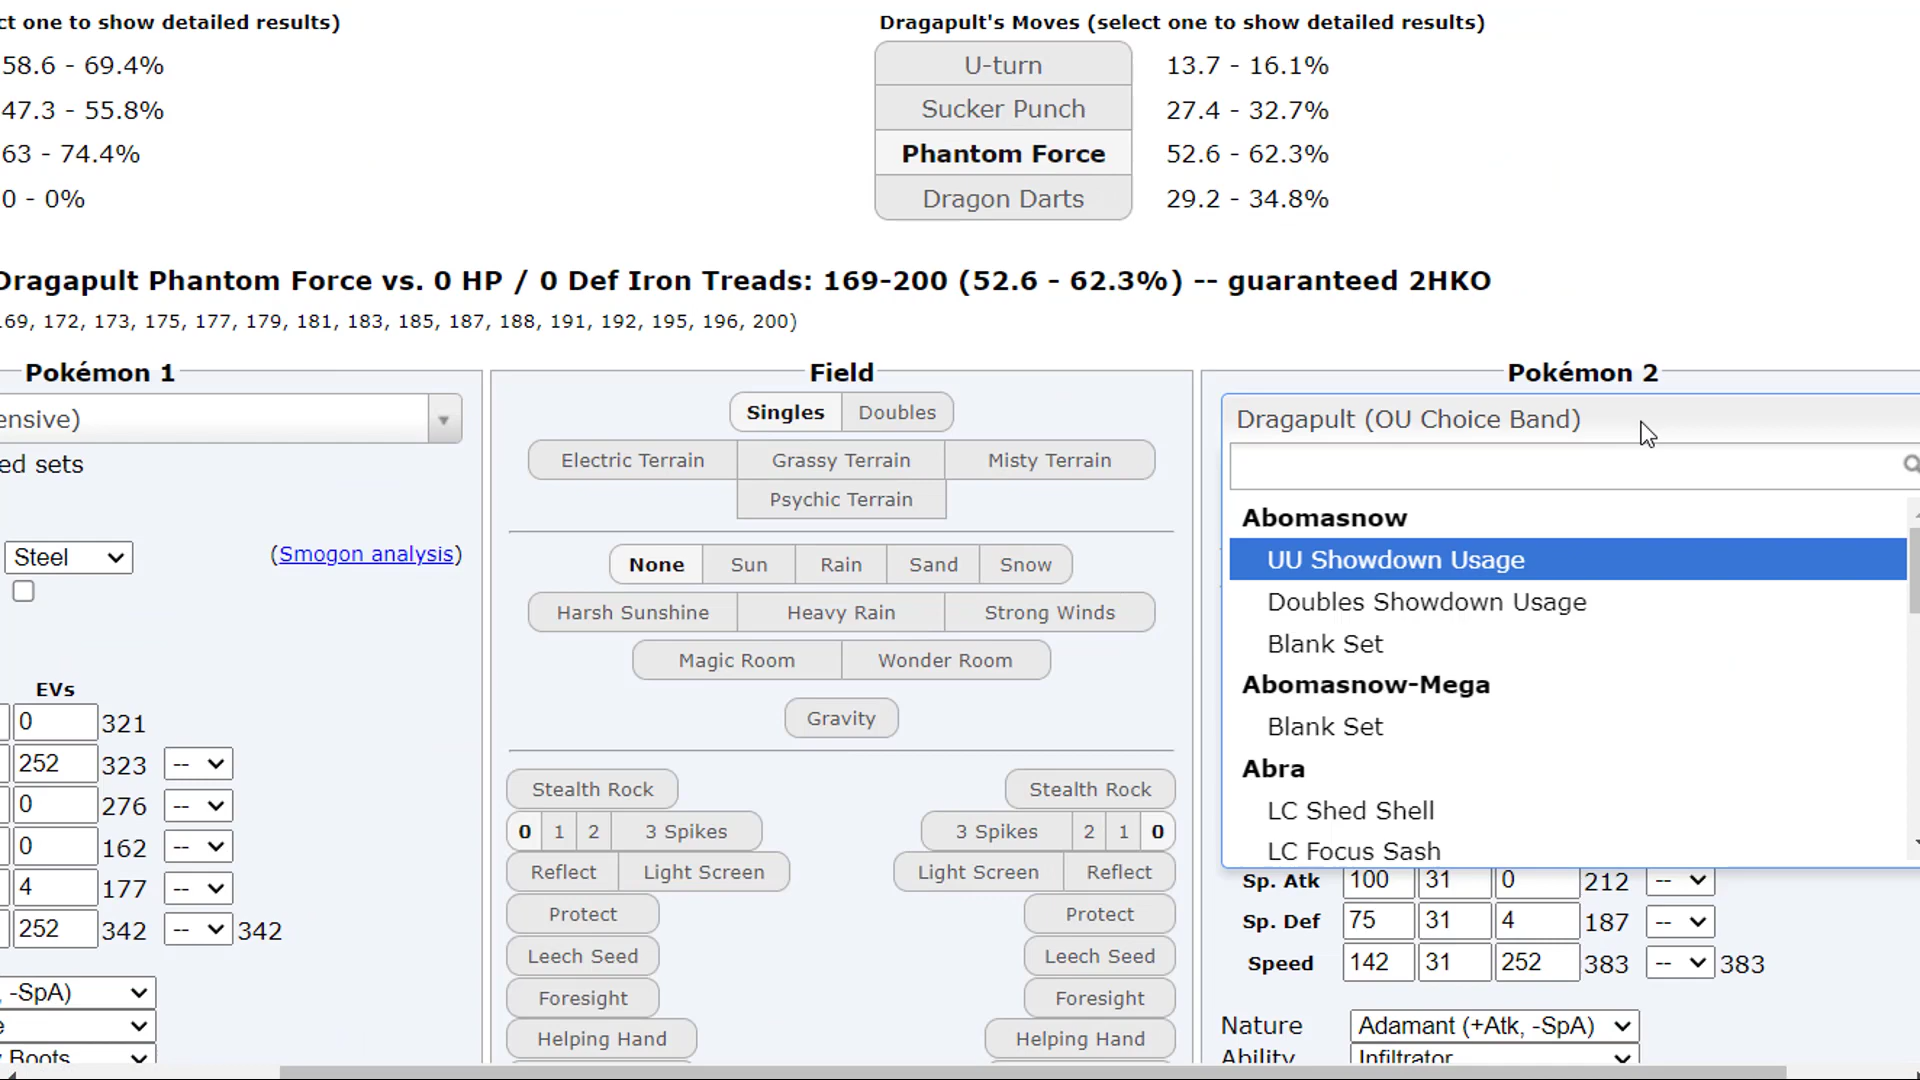 ct one to show detailed results)
Dragapult's Moves (select one to show detailed results)
58.6 - 69.4%
U-turn 13.7 - 16.1%
47.3 - 55.8%
Sucker Punch 27.4 - 32.7%
63 - 74.4%
Phantom Force 52.6 - 62.3%
0 - 0%
Dragon Darts 29.2 - 34.8%
Dragapult Phantom Force vs. 0 HP / 0 Def Iron Treads: 169-200 (52.6 - 62.3%) -- guaranteed 2HKO
69, 172, 173, 175, 177, 179, 181, 183, 185, 187, 188, 191, 192, 195, 196, 200)
Pokémon 1
ensive)
ed sets
Steel
(Smogon analysis)
EVs
0 321
252 323 --
0 276 --
0 162 --
4 177 --
252 342 -- 342
, -SpA)
e
Boots
Field
Singles Doubles
Electric Terrain Grassy Terrain Misty Terrain
Psychic Terrain
None Sun Rain Sand Snow
Harsh Sunshine Heavy Rain Strong Winds
Magic Room Wonder Room
Gravity
Stealth Rock Stealth Rock
0 1 2 3 Spikes 3 Spikes 2 1 0
Reflect Light Screen Light Screen Reflect
Protect Protect
Leech Seed Leech Seed
Foresight Foresight
Helping Hand Helping Hand
Pokémon 2
Dragapult (OU Choice Band)
Abomasnow
UU Showdown Usage
Doubles Showdown Usage
Blank Set
Abomasnow-Mega
Blank Set
Abra
LC Shed Shell
LC Focus Sash
Sp. Atk 100 31 0 212 --
Sp. Def 75 31 4 187 --
Speed 142 31 252 383 -- 383
Nature Adamant (+Atk, -SpA)
Ability Infiltrator